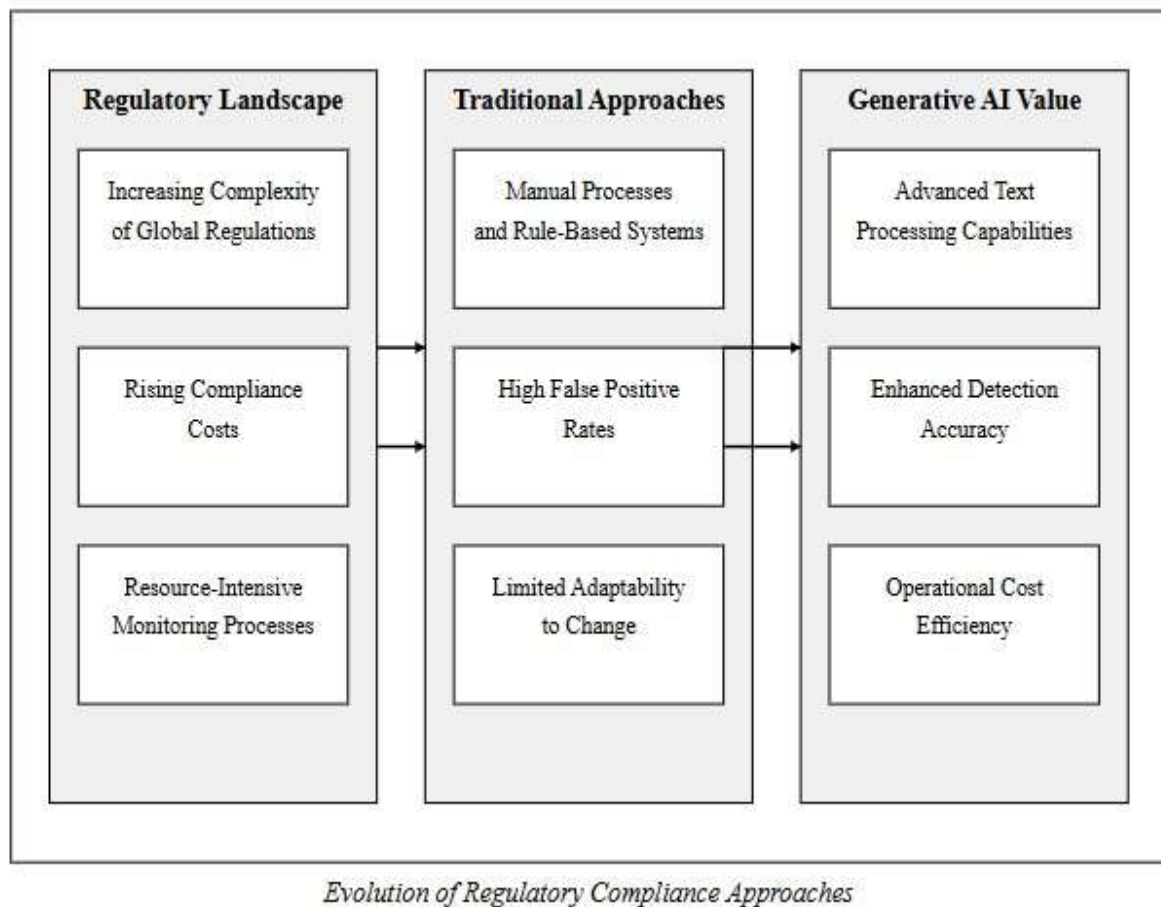 Regulatory Landscape
Increasing Complexity
of Global Regulations
Rising Compliance
Costs
Resource-Intensive
Monitoring Processes
Traditional Approaches
Manual Processes
and Rule-Based Systems
High False Positive
Rates
Limited Adaptability
to Change
Generative AI Value
Advanced Text
Processing Capabilities
Enhanced Detection
Accuracy
Operational Cost
Efficiency
Evolution of Regulatory Compliance Approaches